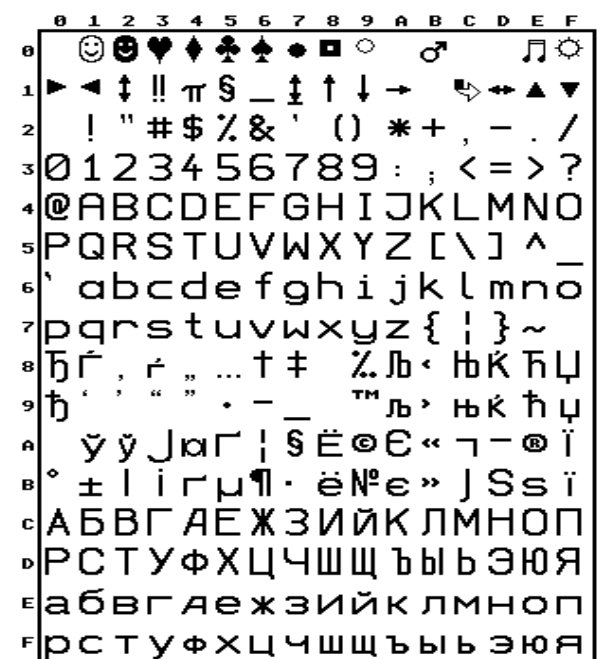 0 1 2 3 4 5 6 7 8 9 A B C D E F
0 ☺ ☻ ♥ ♦ ♣ ♠ • ◘ ○ ♂ ♫ ☼
1 ► ◄ ↕ ‼ π § _ ↨ ↑ ↓ → ↔ ▲ ▼
2 ! " # $ % & ' ( ) * + , - . /
3 0 1 2 3 4 5 6 7 8 9 : ; < = > ?
4 @ A B C D E F G H I J K L M N O
5 P Q R S T U V W X Y Z [ \ ] ^ _
6 ` a b c d e f g h i j k l m n o
7 p q r s t u v w x y z { ¦ } ~
8 Ђ Ѓ ‚ ѓ „ … † ‡ ‰ Љ ‹ Њ Ќ Ћ Џ
9 ђ ‘ ’ “ ” • – _ ™ љ › њ ќ ћ џ
A Ў ў Ј ¤ Ґ ¦ § Ё © Є « ¬ – ® Ї
B ° ± І і ґ µ ¶ · ё № є » Ј Ѕ ѕ ї
C А Б В Г Д Е Ж З И Й К Л М Н О П
D Р С Т У Ф Х Ц Ч Ш Щ Ъ Ы Ь Э Ю Я
E а б в г д е ж з и й к л м н о п
F р с т у ф х ц ч ш щ ъ ы ь э ю я